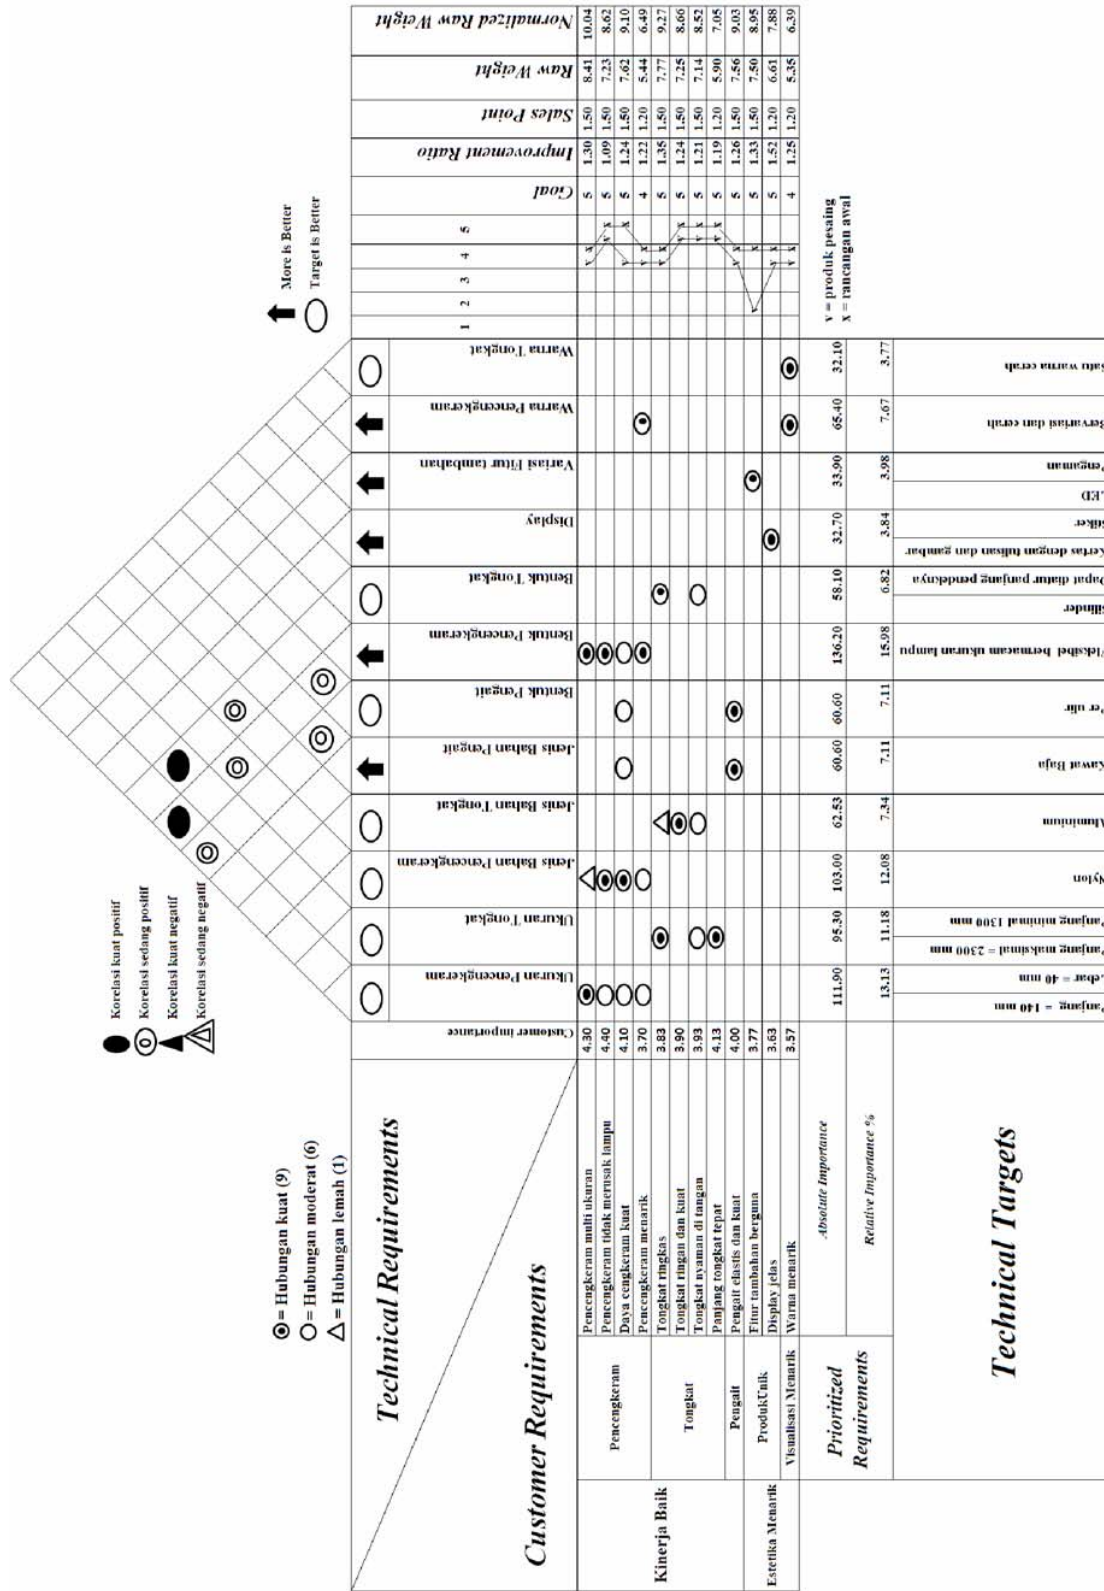 Korelasi kuat positif
Korelasi sedang positif
Korelasi kuat negatif
Korelasi sedang negatif
More is Better
Target is Better
= Hubungan kuat (9)
= Hubungan moderat (6)
= Hubungan lemah (1)
Technical Requirements
Customer Requirements
Customer importance
Ukuran Pencengkeram
Ukuran Tongkat
Jenis Bahan Pencengkeram
Jenis Bahan Tongkat
Jenis Bahan Pengait
Bentuk Pengait
Bentuk Pencengkeram
Bentuk Tongkat
Display
Variasi Fitur tambahan
Warna Pencengkeram
Warna Tongkat
1 2 3 4 5
Goal
Improvement Ratio
Sales Point
Raw Weight
Normalized Raw Weight
Kinerja Baik
Pencengkeram
Pencengkeram multi ukuran 4.30 v x 5 1.30 1.50 8.41 10.04
Pencengkeram tidak merusak lampu 4.40 v x 5 1.09 1.50 7.23 8.62
Daya cengkeram kuat 4.10 v x 5 1.24 1.50 7.62 9.10
Pencengkeram menarik 3.70 v x 4 1.22 1.20 5.44 6.49
Tongkat
Tongkat ringkas 3.83 v x 5 1.35 1.50 7.77 9.27
Tongkat ringan dan kuat 3.90 v x 5 1.24 1.50 7.25 8.66
Tongkat nyaman di tangan 3.93 v x 5 1.21 1.50 7.14 8.52
Panjang tongkat tepat 4.13 v x 5 1.19 1.20 5.90 7.05
Pengait
Pengait elastis dan kuat 4.00 v x 5 1.26 1.50 7.56 9.03
Estetika Menarik
ProdukUnik
Fitur tambahan berguna 3.77 v x 5 1.33 1.50 7.50 8.95
Display jelas 3.63 v x 5 1.52 1.20 6.61 7.88
Visualisasi Menarik
Warna menarik 3.57 v x 4 1.25 1.20 5.35 6.39
Prioritized Requirements
Absolute Importance 111.90 95.30 103.00 62.53 60.60 60.60 136.20 58.10 32.70 33.90 65.40 32.10
Relative Importance % 13.13 11.18 12.08 7.34 7.11 7.11 15.98 6.82 3.84 3.98 7.67 3.77
v = produk pesaing
x = rancangan awal
Technical Targets
Panjang = 140 mm
Lebar = 40 mm
Panjang maksimal = 2300 mm
Panjang minimal 1300 mm
Nylon
Aluminium
Kawat Baja
Per ulir
Fleksibel bermacam ukuran lampu
Silinder
Dapat diatur panjang pendeknya
Kertas dengan tulisan dan gambar
Stiker
LED
Pengaman
Bervariasi dan cerah
Satu warna cerah